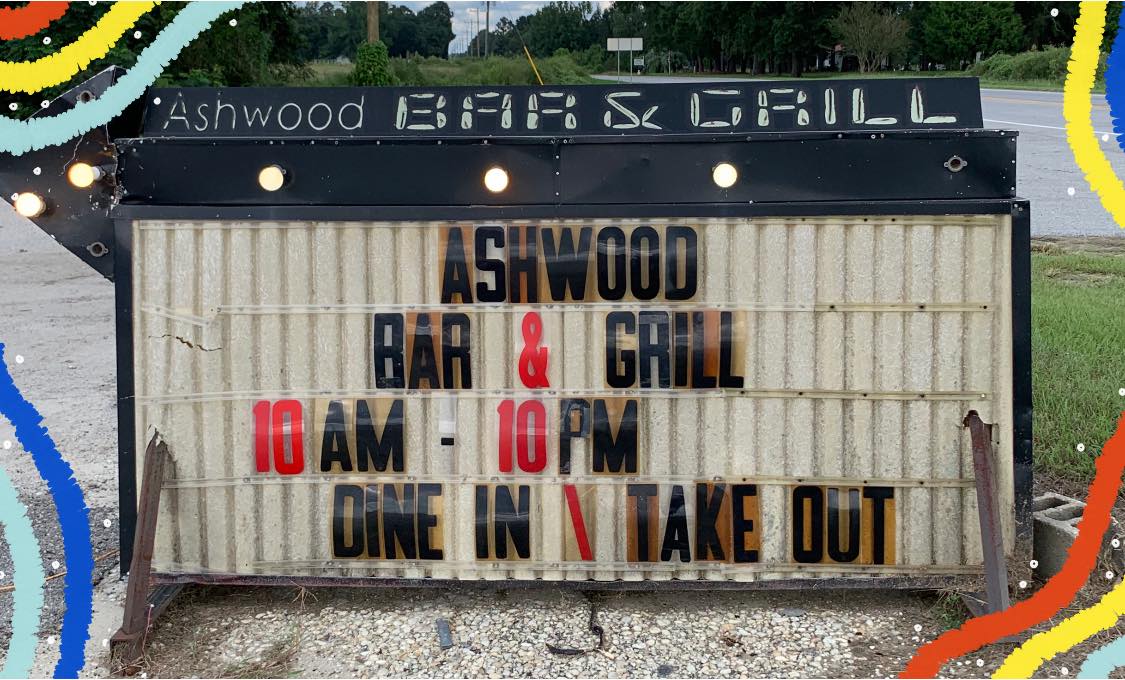 Ashwood BAR & GRILL
ASHWOOD
BAR & GRILL
10 AM - 10 PM
DINE IN \ TAKE OUT